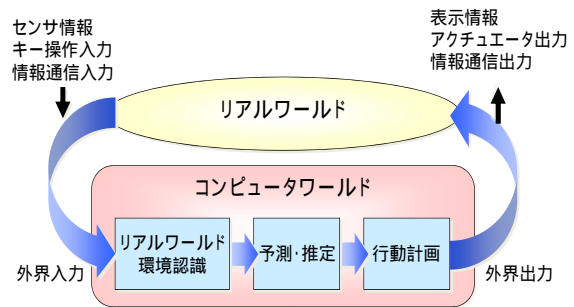 センサ情報
キー操作入力
情報通信入力
表示情報
アクチュエータ出力
情報通信出力
リアルワールド
コンピュータワールド
リアルワールド
環境認識
予測・推定
行動計画
外界入力
外界出力